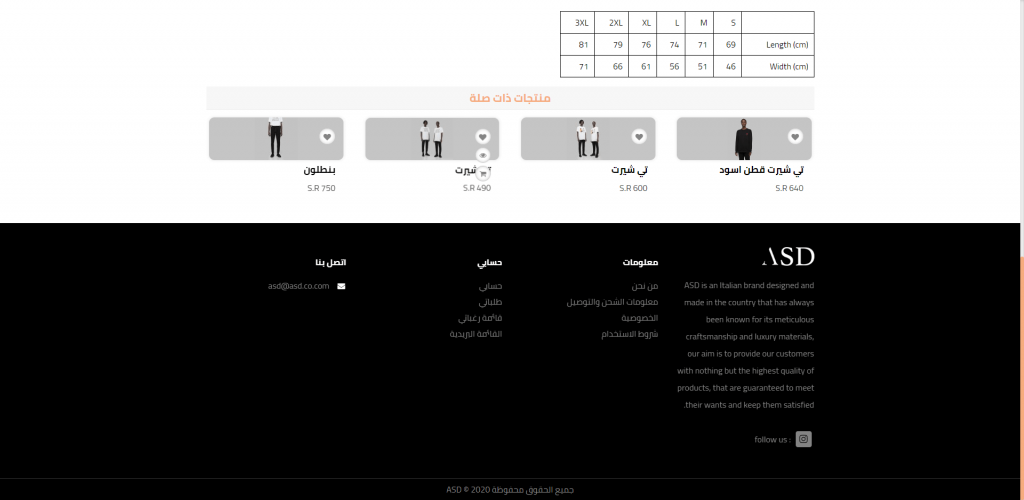 S M L XL 2XL 3XL
Length (cm) 69 71 74 76 79 81
Width (cm) 46 51 56 61 66 71
منتجات ذات صلة
تي شيرت قطن اسود
S.R 640
تي شيرت
S.R 600
تي شيرت
S.R 490
بنطلون
S.R 750
ASD
ASD is an Italian brand designed and
made in the country that has always
been known for its meticulous
craftsmanship and luxury materials,
our aim is to provide our customers
with nothing but the highest quality of
products, that are guaranteed to meet
.their wants and keep them satisfied
follow us :
معلومات
من نحن
معلومات الشحن والتوصيل
الخصوصية
شروط الاستخدام
حسابي
حسابي
طلباتي
قائمة رغباتي
القائمة البريدية
اتصل بنا
asd@asd.co.com
جميع الحقوق محفوظة ASD © 2020